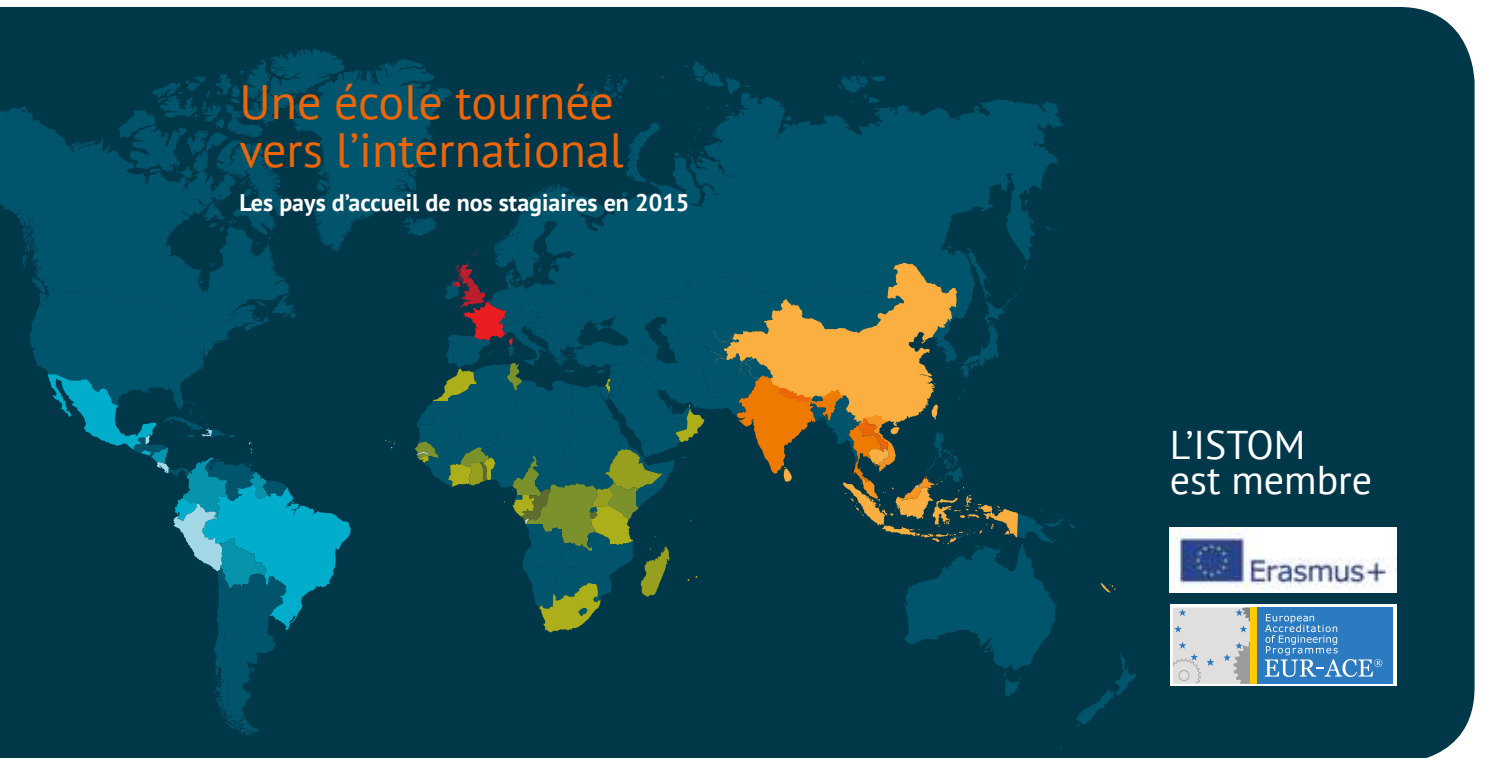 Une école tournée
vers l’international
Les pays d’accueil de nos stagiaires en 2015
L’ISTOM
est membre
Erasmus+
European
Accreditation
of Engineering
Programmes
EUR-ACE®